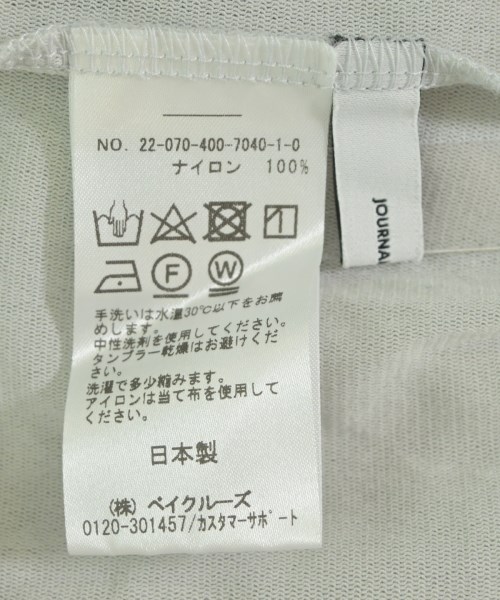 NO. 22-070-400-7040-1-0
ナイロン 100%
F
W
手洗いは水温30℃以下をお薦
めします。
中性洗剤を使用してください。
タンブラー乾燥はお避けくだ
さい。
洗濯で多少縮みます。
アイロンは当て布を使用して
ください。
日本製
(株) ベイクルーズ
0120-301457/カスタマーサポート
JOURNA